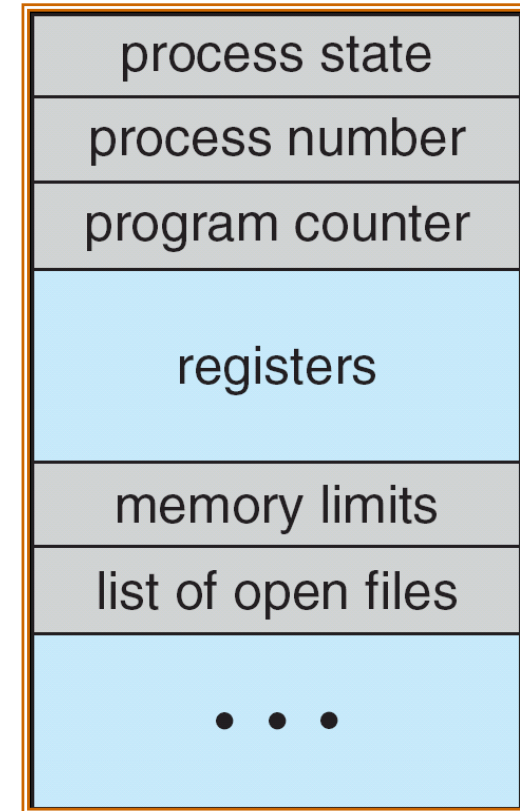 process state
process number
program counter
registers
memory limits
list of open files
• • •